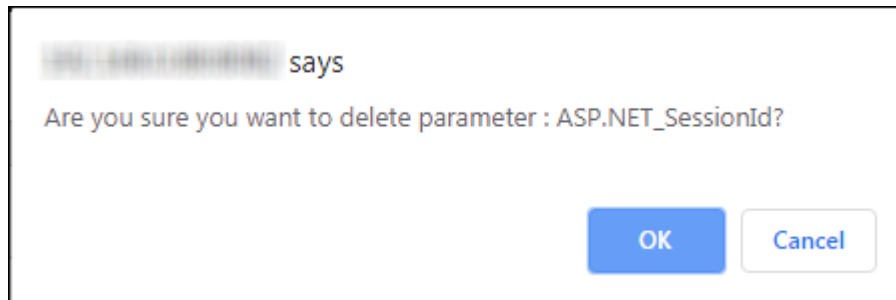 says
Are you sure you want to delete parameter : ASP.NET_SessionId?
OK
Cancel